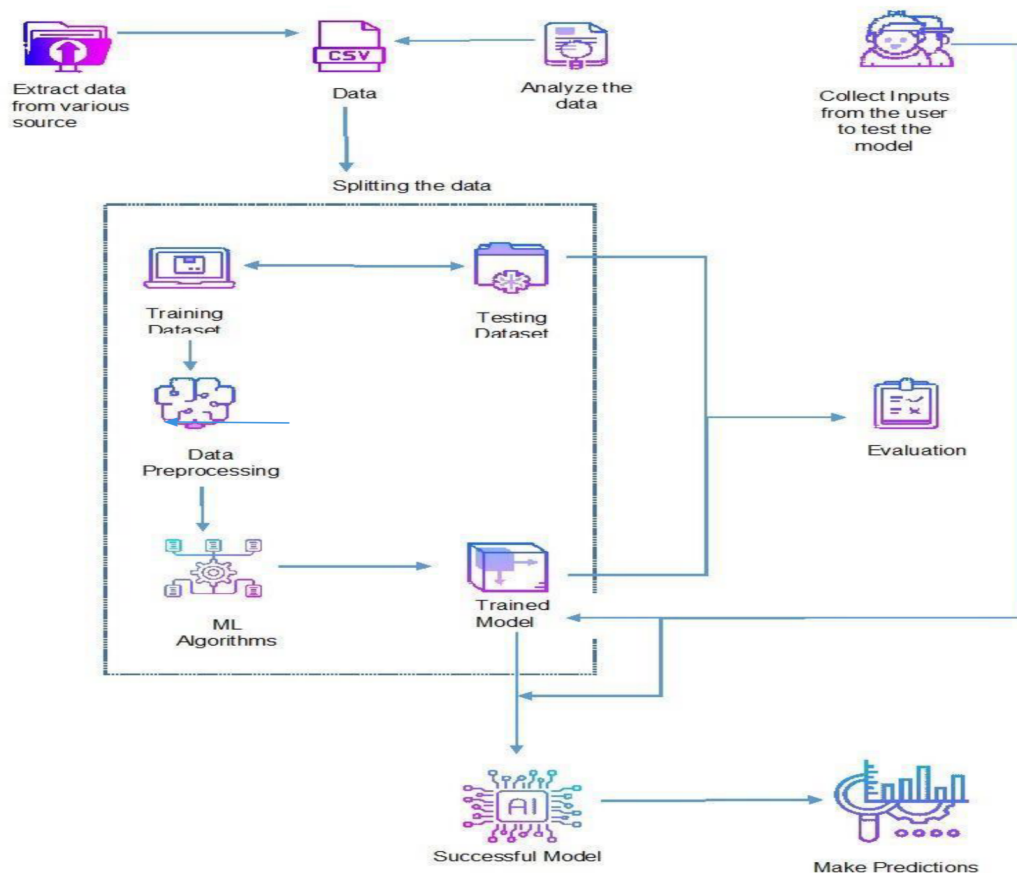 Extract data
from various
source
CSV
Data
Analyze the
data
Collect Inputs
from the user
to test the
model
Splitting the data
Training
Dataset
Testing
Dataset
Data
Preprocessing
Evaluation
ML
Algorithms
Trained
Model
AI
Successful Model
Make Predictions